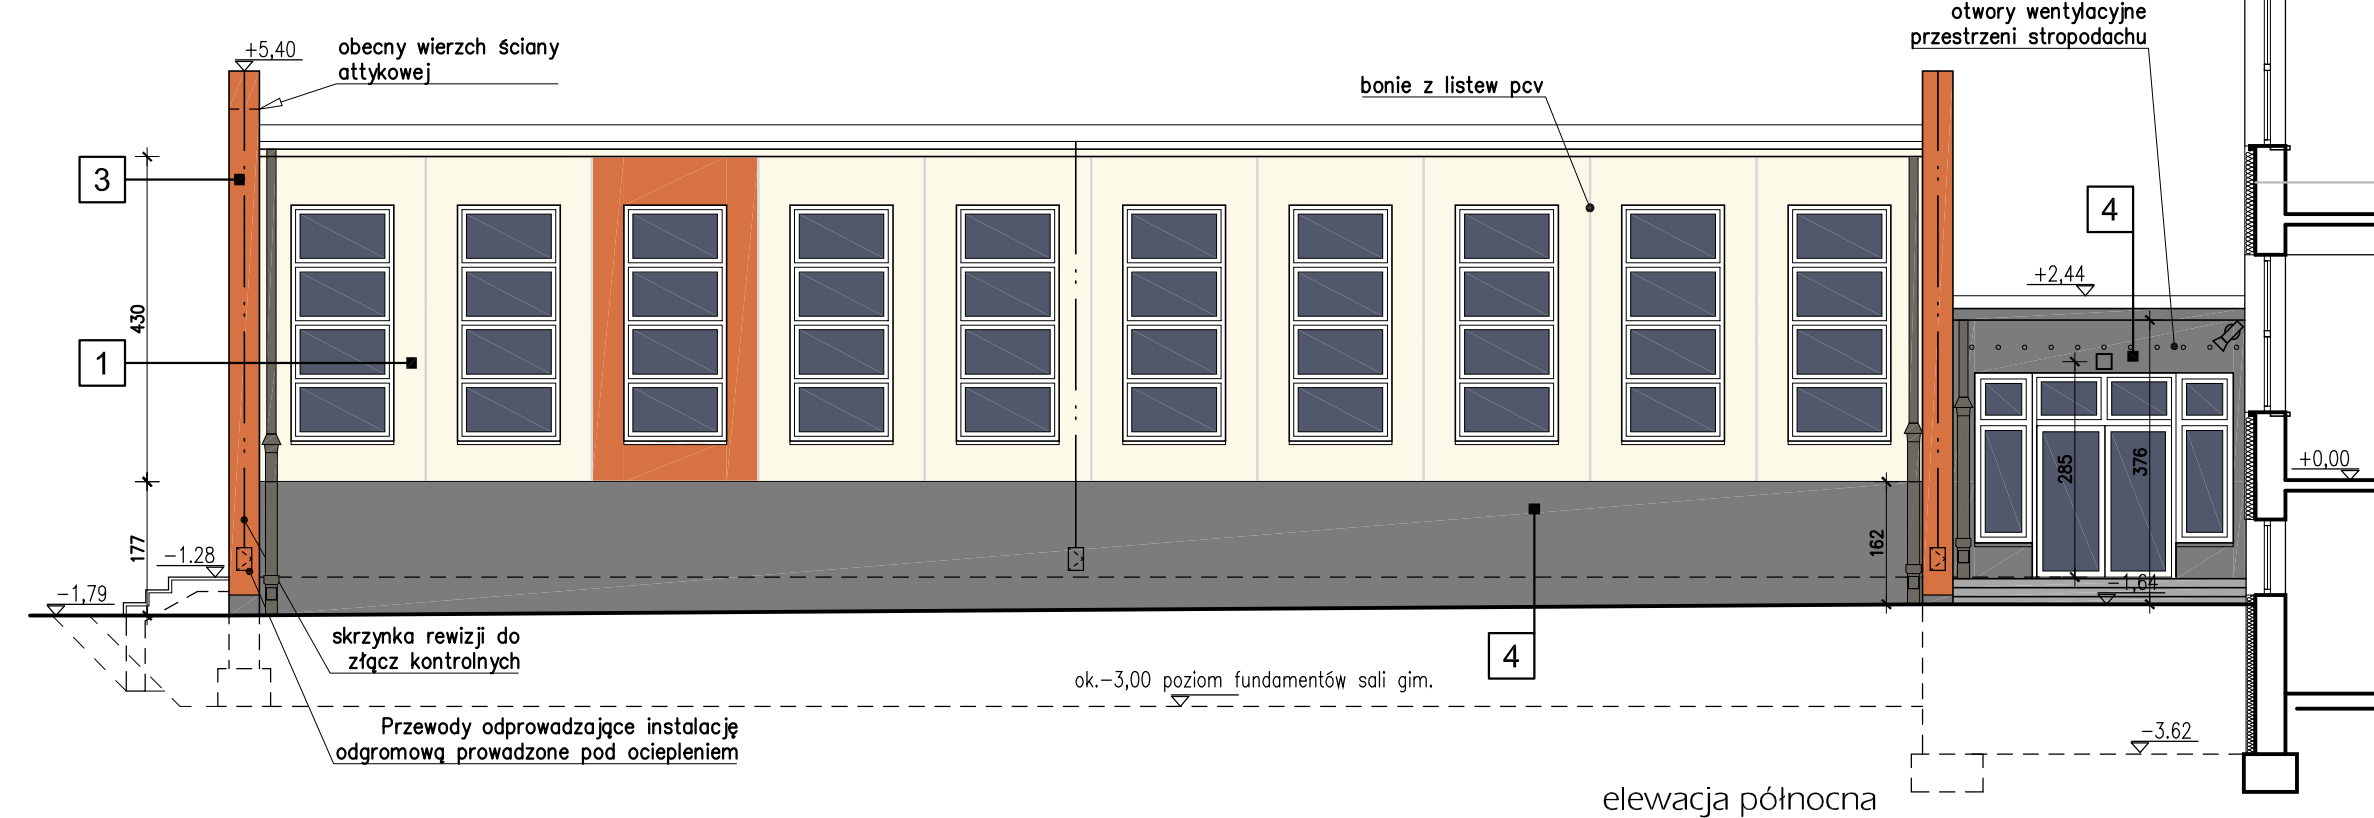 otwory wentylacyjne
przestrzeni stropodachu
+5,40
obecny wierzch ściany
attykowej
bonie z listew pcv
3
4
+2,44
430
1
285
376
+0,00
177
-1.28
162
-1,79
-1,64
skrzynka rewizji do
złącz kontrolnych
4
ok.-3,00 poziom fundamentów sali gim.
Przewody odprowadzające instalację
odgromową prowadzone pod ociepleniem
-3.62
elewacja północna